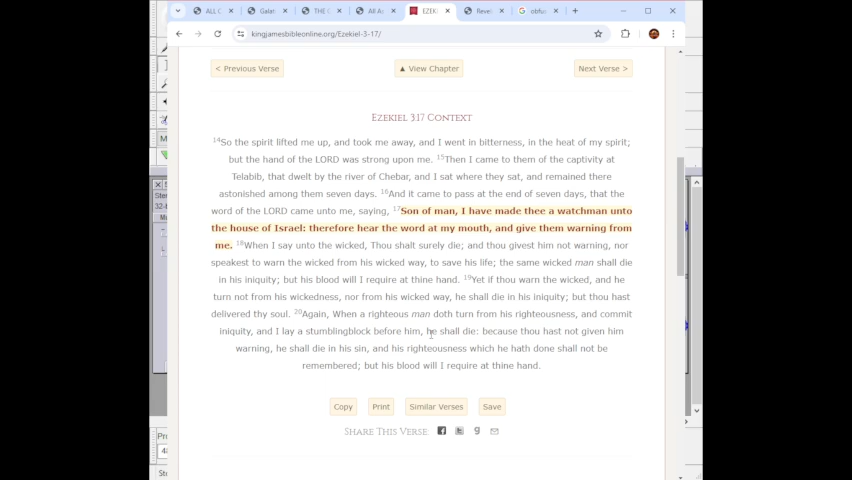 ALL C
Galat
THE G
All As
EZEKI
Revel
obfus
kingjamesbibleonline.org/Ezekiel-3-17/
< Previous Verse
▲ View Chapter
Next Verse >
Ezekiel 3:17 Context
14So the spirit lifted me up, and took me away, and I went in bitterness, in the heat of my spirit;
but the hand of the LORD was strong upon me. 15Then I came to them of the captivity at
Telabib, that dwelt by the river of Chebar, and I sat where they sat, and remained there
astonished among them seven days. 16And it came to pass at the end of seven days, that the
word of the LORD came unto me, saying, 17Son of man, I have made thee a watchman unto
the house of Israel: therefore hear the word at my mouth, and give them warning from
me. 18When I say unto the wicked, Thou shalt surely die; and thou givest him not warning, nor
speakest to warn the wicked from his wicked way, to save his life; the same wicked man shall die
in his iniquity; but his blood will I require at thine hand. 19Yet if thou warn the wicked, and he
turn not from his wickedness, nor from his wicked way, he shall die in his iniquity; but thou hast
delivered thy soul. 20Again, When a righteous man doth turn from his righteousness, and commit
iniquity, and I lay a stumblingblock before him, he shall die: because thou hast not given him
warning, he shall die in his sin, and his righteousness which he hath done shall not be
remembered; but his blood will I require at thine hand.
Copy
Print
Similar Verses
Save
Share This Verse: